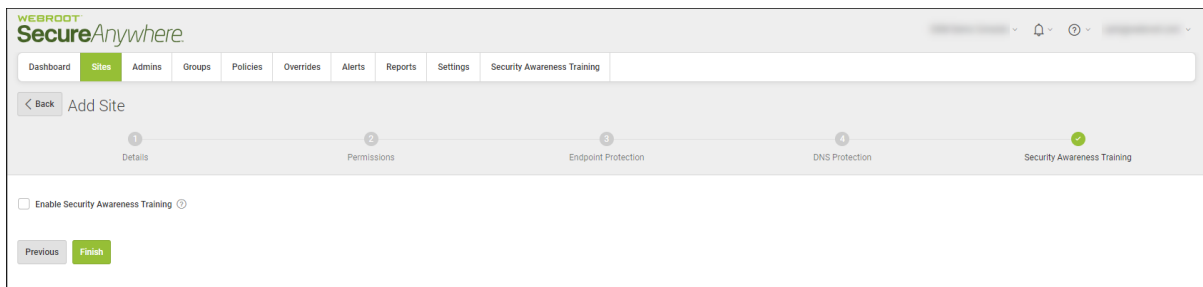 WEBROOT
SecureAnywhere.
Dashboard Sites Admins Groups Policies Overrides Alerts Reports Settings Security Awareness Training
< Back Add Site
1 2 3 4
Details Permissions Endpoint Protection DNS Protection Security Awareness Training
Enable Security Awareness Training ?
Previous Finish